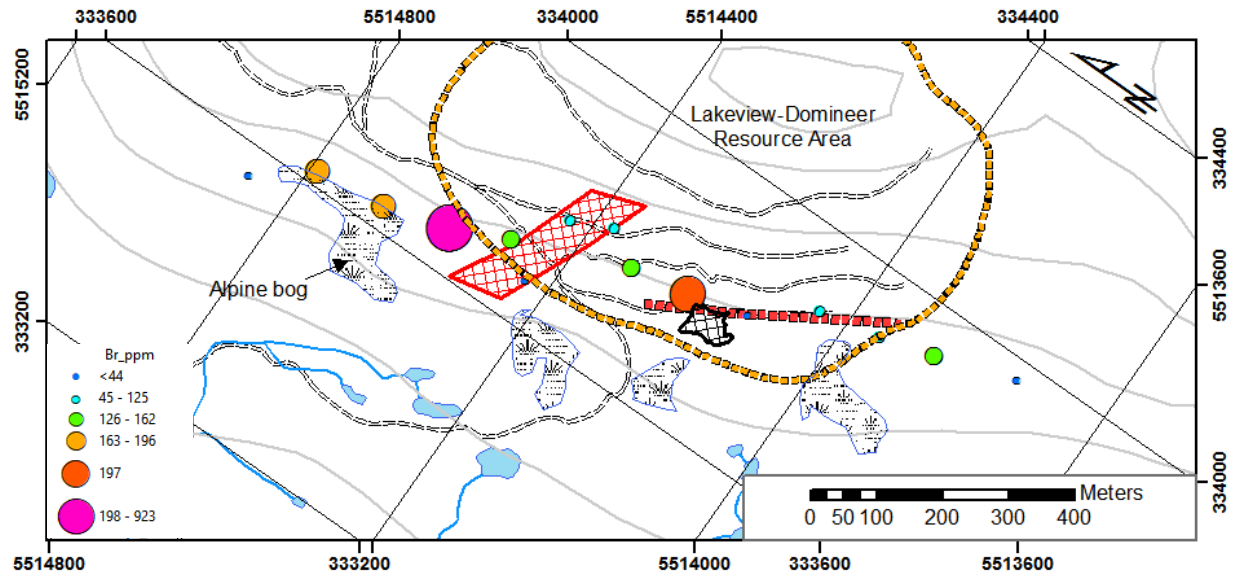 333600
5514800
334000
5514400
334400
5515200
N
Lakeview-Domineer
Resource Area
334400
Alpine bog
5513600
333200
Br_ppm
<44
45 - 125
126 - 162
163 - 196
197
198 - 923
334000
Meters
0 50 100 200 300 400
5514800
333200
5514000
333600
5513600